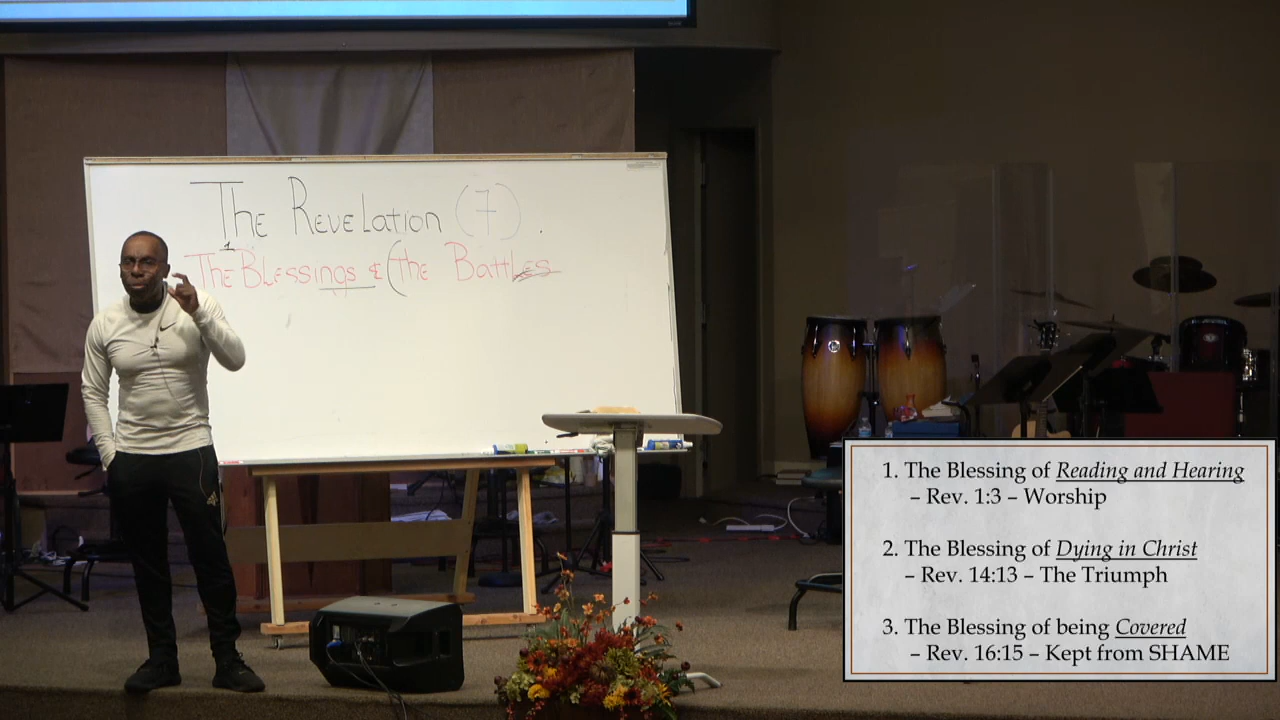 The Revelation (7) .
The Blessings & (the Battles
1. The Blessing of Reading and Hearing
– Rev. 1:3 – Worship
2. The Blessing of Dying in Christ
– Rev. 14:13 – The Triumph
3. The Blessing of being Covered
– Rev. 16:15 – Kept from SHAME